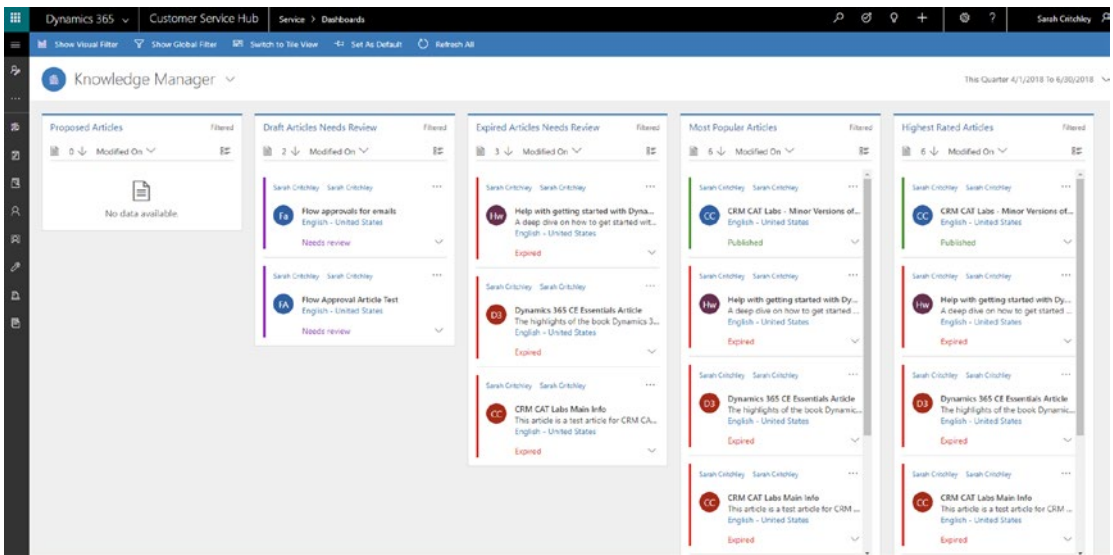 Dynamics 365 Customer Service Hub Service > Dashboards Sarah Critchley
Show Visual Filter Show Global Filter Switch to Tile View Set As Default Refresh All
Knowledge Manager This Quarter 4/1/2018 To 6/30/2018
Proposed Articles Filtered
0 Modified On
No data available.
Draft Articles Needs Review Filtered
2 Modified On
Sarah Critchley Sarah Critchley ...
Fa Flow approvals for emails
English - United States
Needs review
Sarah Critchley Sarah Critchley ...
FA Flow Approval Article Test
English - United States
Needs review
Expired Articles Needs Review Filtered
3 Modified On
Sarah Critchley Sarah Critchley ...
Hw Help with getting started with Dyna...
A deep dive on how to get started wit...
English - United States
Expired
Sarah Critchley Sarah Critchley ...
D3 Dynamics 365 CE Essentials Article
The highlights of the book Dynamics 3...
English - United States
Expired
Sarah Critchley Sarah Critchley ...
CC CRM CAT Labs Main Info
This article is a test article for CRM CA...
English - United States
Expired
Most Popular Articles Filtered
6 Modified On
Sarah Critchley Sarah Critchley ...
CC CRM CAT Labs - Minor Versions of...
English - United States
Published
Sarah Critchley Sarah Critchley ...
Hw Help with getting started with Dy...
A deep dive on how to get started ...
English - United States
Expired
Sarah Critchley Sarah Critchley ...
D3 Dynamics 365 CE Essentials Article
The highlights of the book Dynamic...
English - United States
Expired
Sarah Critchley Sarah Critchley ...
CC CRM CAT Labs Main Info
This article is a test article for CRM ...
English - United States
Expired
Highest Rated Articles Filtered
6 Modified On
Sarah Critchley Sarah Critchley ...
CC CRM CAT Labs - Minor Versions of...
English - United States
Published
Sarah Critchley Sarah Critchley ...
Hw Help with getting started with Dy...
A deep dive on how to get started ...
English - United States
Expired
Sarah Critchley Sarah Critchley ...
D3 Dynamics 365 CE Essentials Article
The highlights of the book Dynamic...
English - United States
Expired
Sarah Critchley Sarah Critchley ...
CC CRM CAT Labs Main Info
This article is a test article for CRM ...
English - United States
Expired